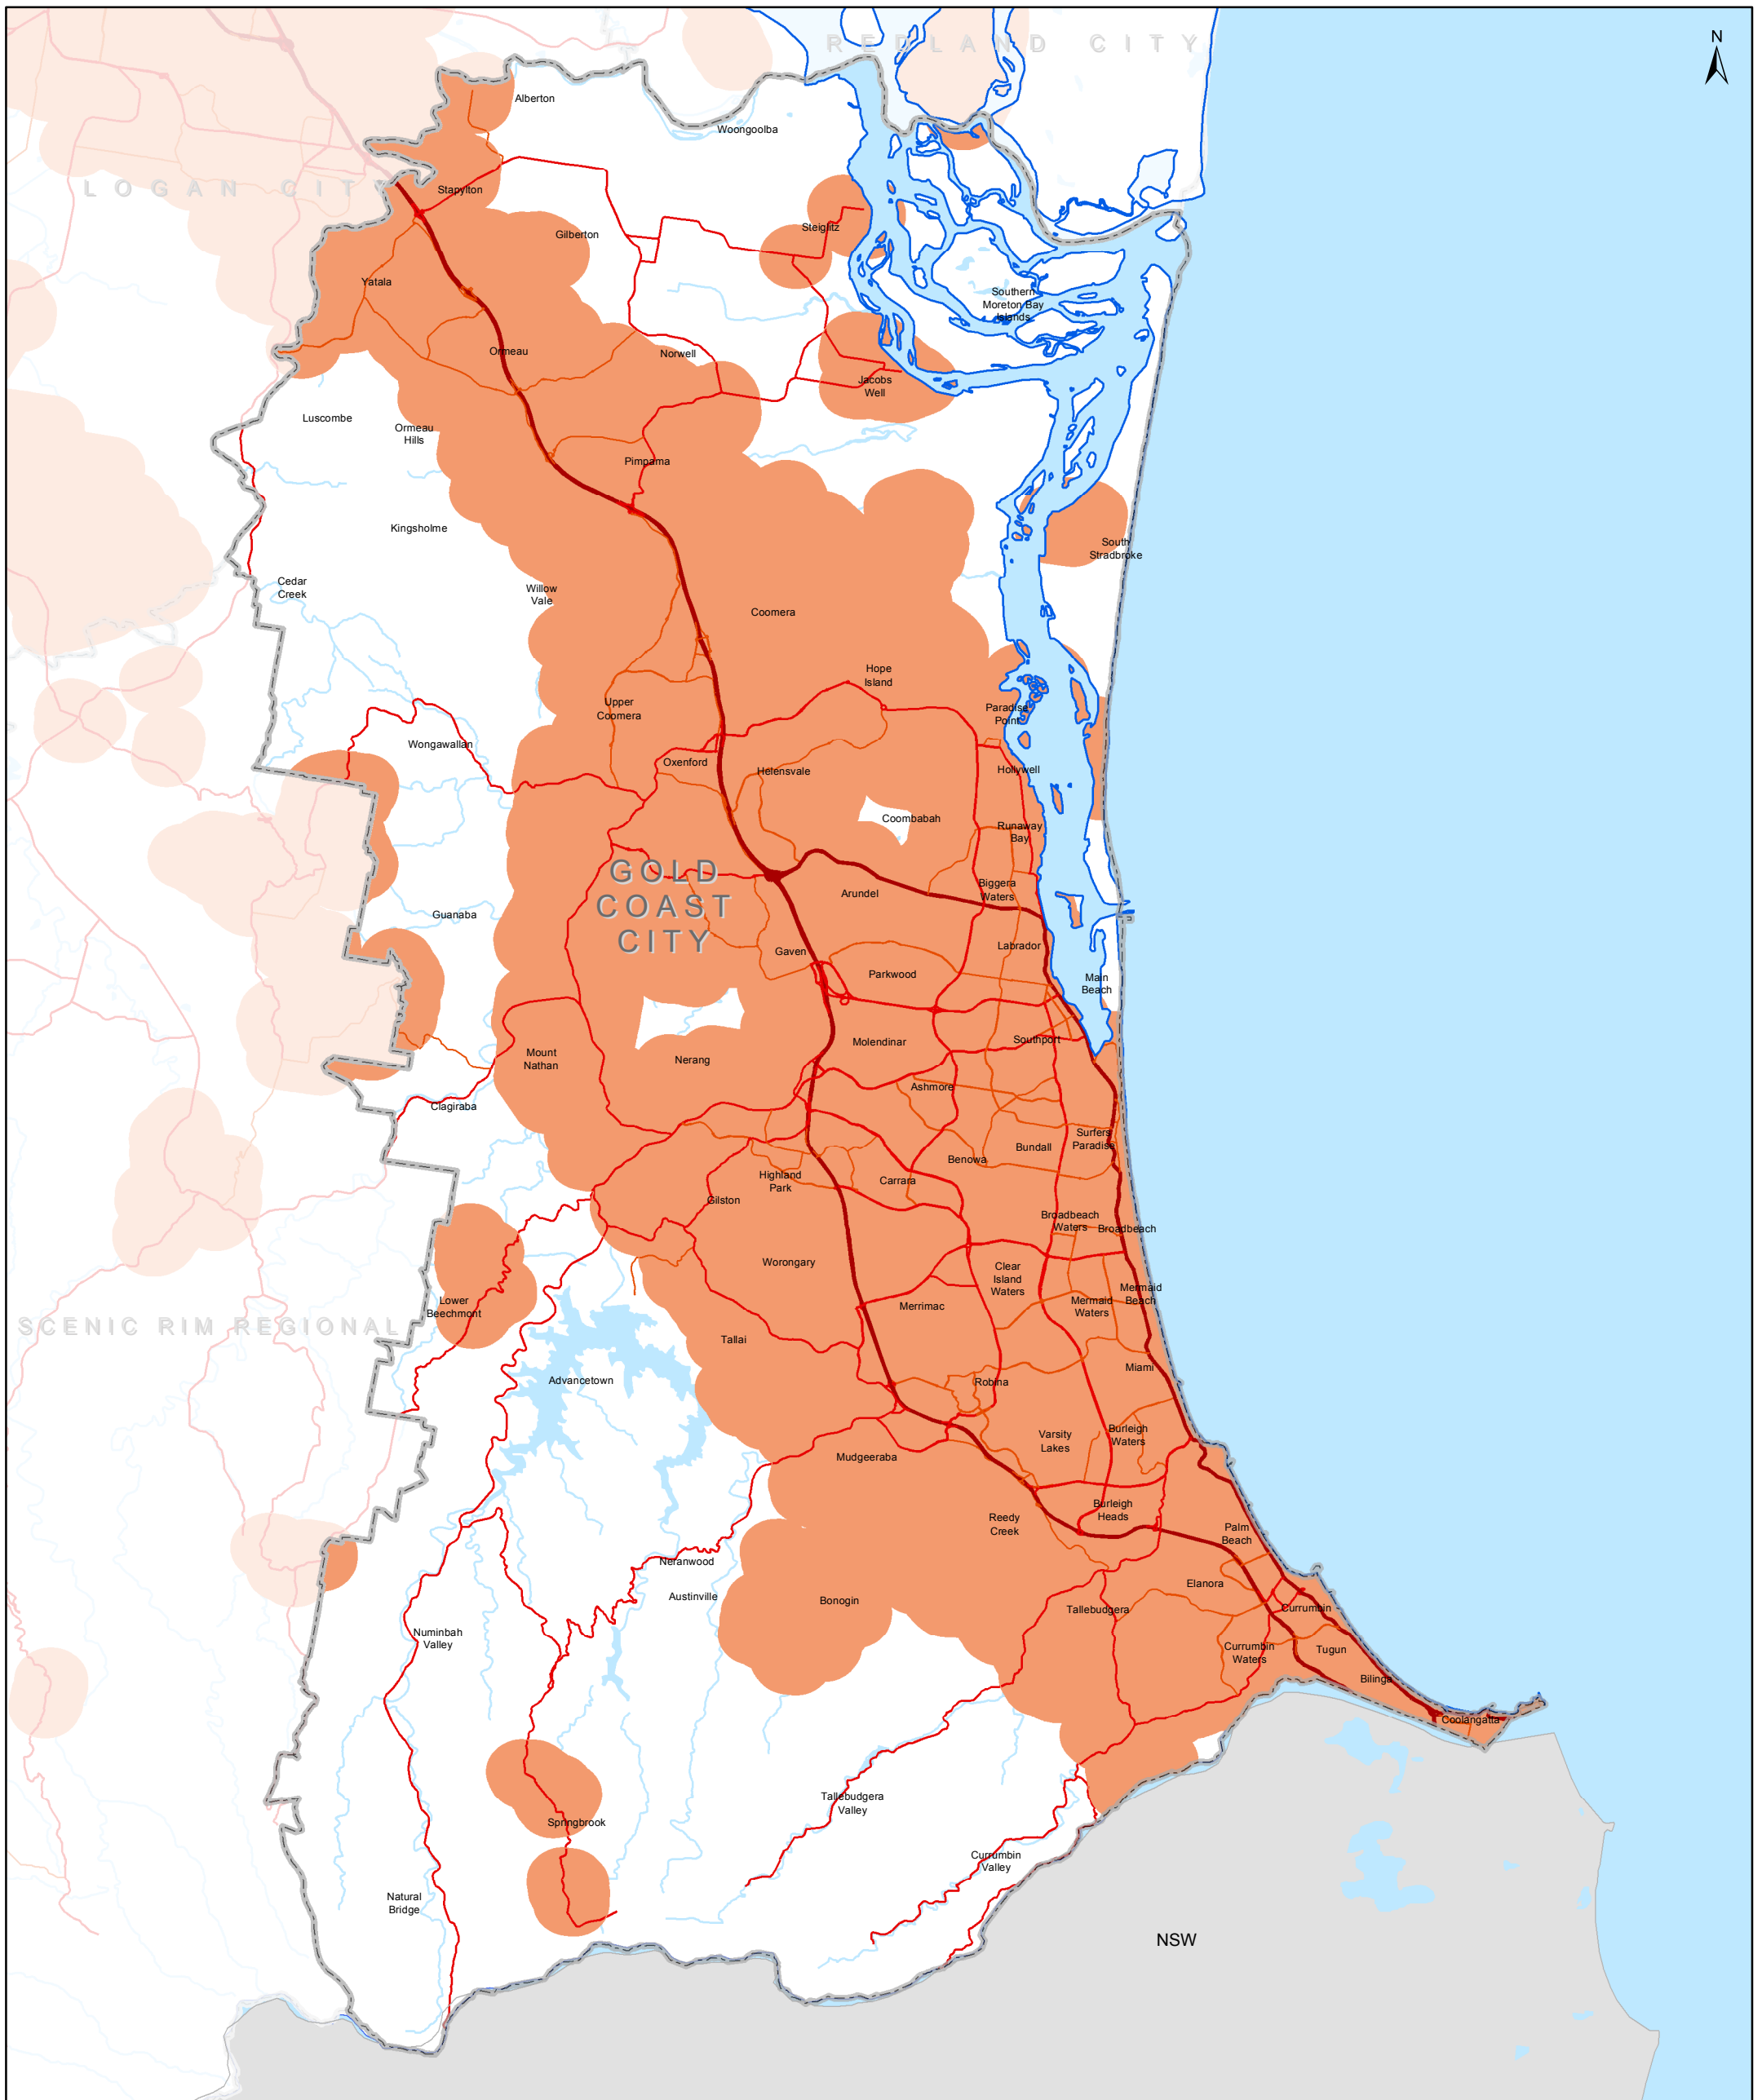 REDLAND CITY
N
Alberton
Woongoolba
LOGAN CITY
Stapylton
Gilberton
Steiglitz
Yatala
Southern
Moreton Bay
Islands
Ormeau
Norwell
Jacobs
Well
Luscombe
Ormeau
Hills
Pimpama
Kingsholme
South
Stradbroke
Cedar
Creek
Willow
Vale
Coomera
Hope
Island
Upper
Coomera
Paradise
Point
Wongawallan
Oxenford
Helensvale
Hollywell
Coombabah
Runaway
Bay
GOLD
COAST
CITY
Arundel
Biggera
Waters
Guanaba
Gaven
Labrador
Parkwood
Main
Beach
Mount
Nathan
Nerang
Molendinar
Southport
Ashmore
Clagiraba
Surfers
Paradise
Bundall
Benowa
Highland
Park
Carrara
Gilston
Broadbeach
Waters
Broadbeach
Worongary
Clear
Island
Waters
Mermaid
Beach
Mermaid
Waters
Lower
Beechmont
Merrimac
SCENIC RIM REGIONAL
Tallai
Miami
Advancetown
Robina
Varsity
Lakes
Burleigh
Waters
Mudgeeraba
Reedy
Creek
Burleigh
Heads
Palm
Beach
Neranwood
Austinville
Bonogin
Elanora
Tallebudgera
Currumbin
Numinbah
Valley
Currumbin
Waters
Tugun
Bilinga
Coolangatta
Tallebudgera
Valley
Springbrook
Currumbin
Valley
Natural
Bridge
NSW